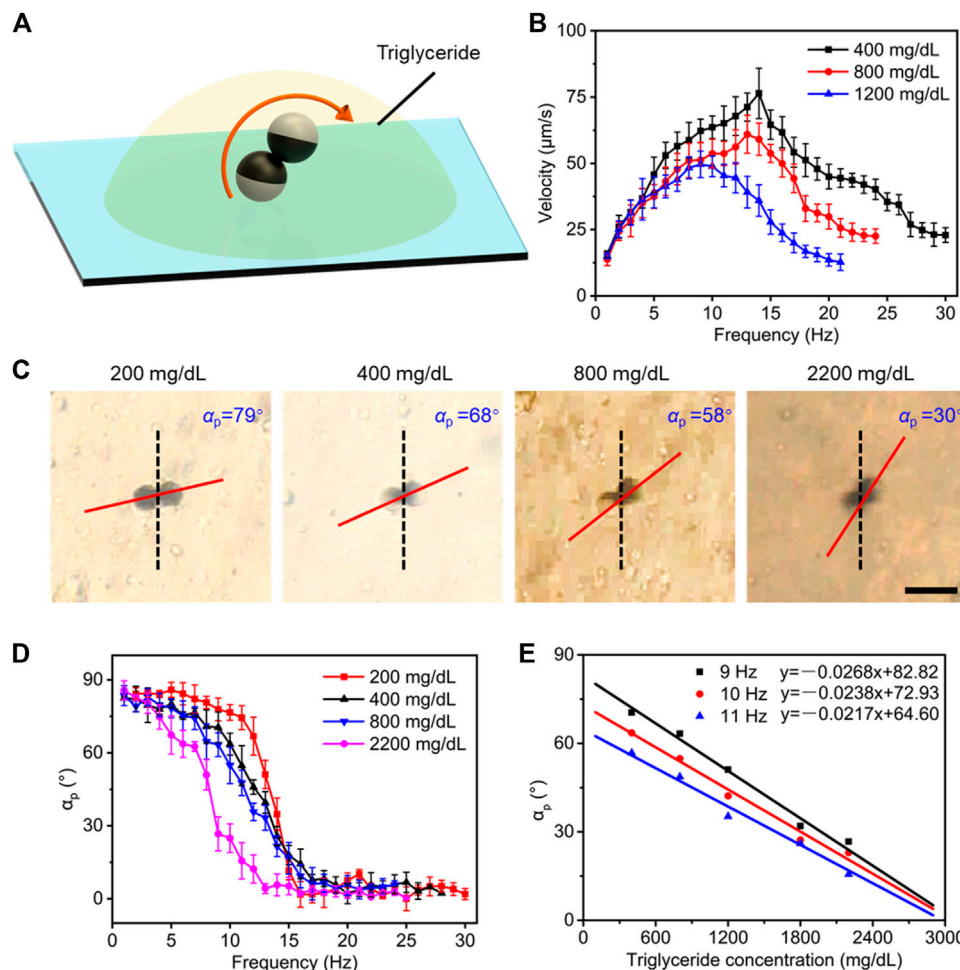 A
Triglyceride
B
Velocity (µm/s)
100
75
50
25
0
400 mg/dL
800 mg/dL
1200 mg/dL
0 5 10 15 20 25 30
Frequency (Hz)
C
200 mg/dL 400 mg/dL 800 mg/dL 2200 mg/dL
αp=79° αp=68° αp=58° αp=30°
D
αp (°)
90
60
30
0
200 mg/dL
400 mg/dL
800 mg/dL
2200 mg/dL
0 5 10 15 20 25 30
Frequency (Hz)
E
αp (°)
90
60
30
0
9 Hz y=−0.0268x+82.82
10 Hz y=−0.0238x+72.93
11 Hz y=−0.0217x+64.60
0 600 1200 1800 2400 3000
Triglyceride concentration (mg/dL)